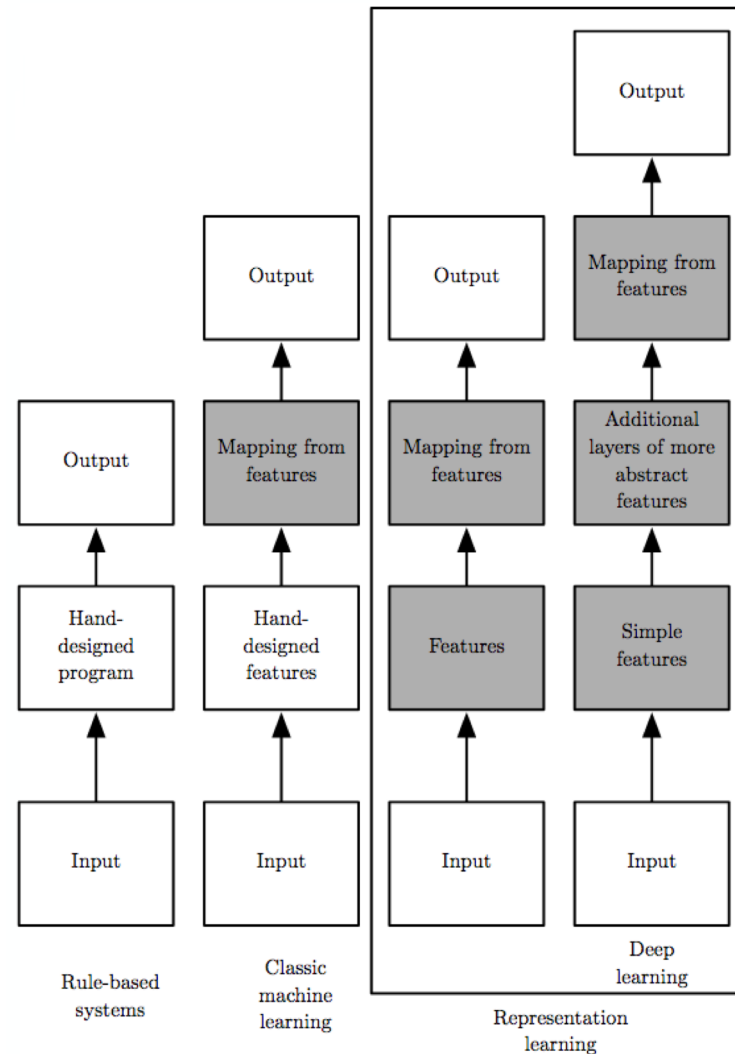 Output
Output
Mapping from
features
Output
Output
Mapping from
features
Mapping from
features
Additional
layers of more
abstract
features
Hand-
designed
program
Hand-
designed
features
Features
Simple
features
Input
Input
Input
Input
Rule-based
systems
Classic
machine
learning
Deep
learning
Representation
learning